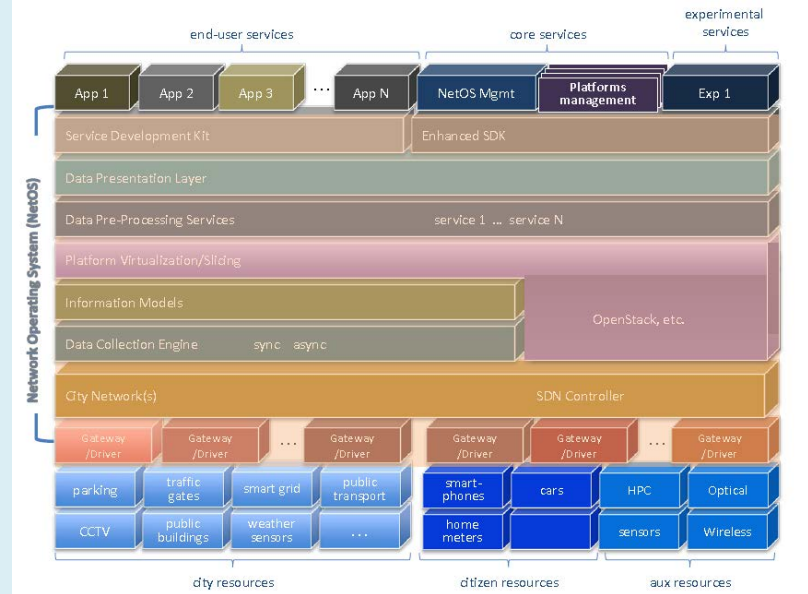 experimental
services
end-user services
core services
App 1
App 2
App 3
...
App N
NetOS Mgmt
Platforms
management
Exp 1
Network Operating System (NetOS)
Service Development Kit
Enhanced SDK
Data Presentation Layer
Data Pre-Processing Services
service 1 ... service N
Platform Virtualization/Slicing
Information Models
OpenStack, etc.
Data Collection Engine
sync async
City Network(s)
SDN Controller
Gateway
/Driver
Gateway
/Driver
...
Gateway
/Driver
Gateway
/Driver
Gateway
/Driver
...
Gateway
/Driver
parking
traffic
gates
smart grid
public
transport
smart-
phones
cars
HPC
Optical
CCTV
public
buildings
weather
sensors
...
home
meters
sensors
Wireless
city resources
citizen resources
aux resources